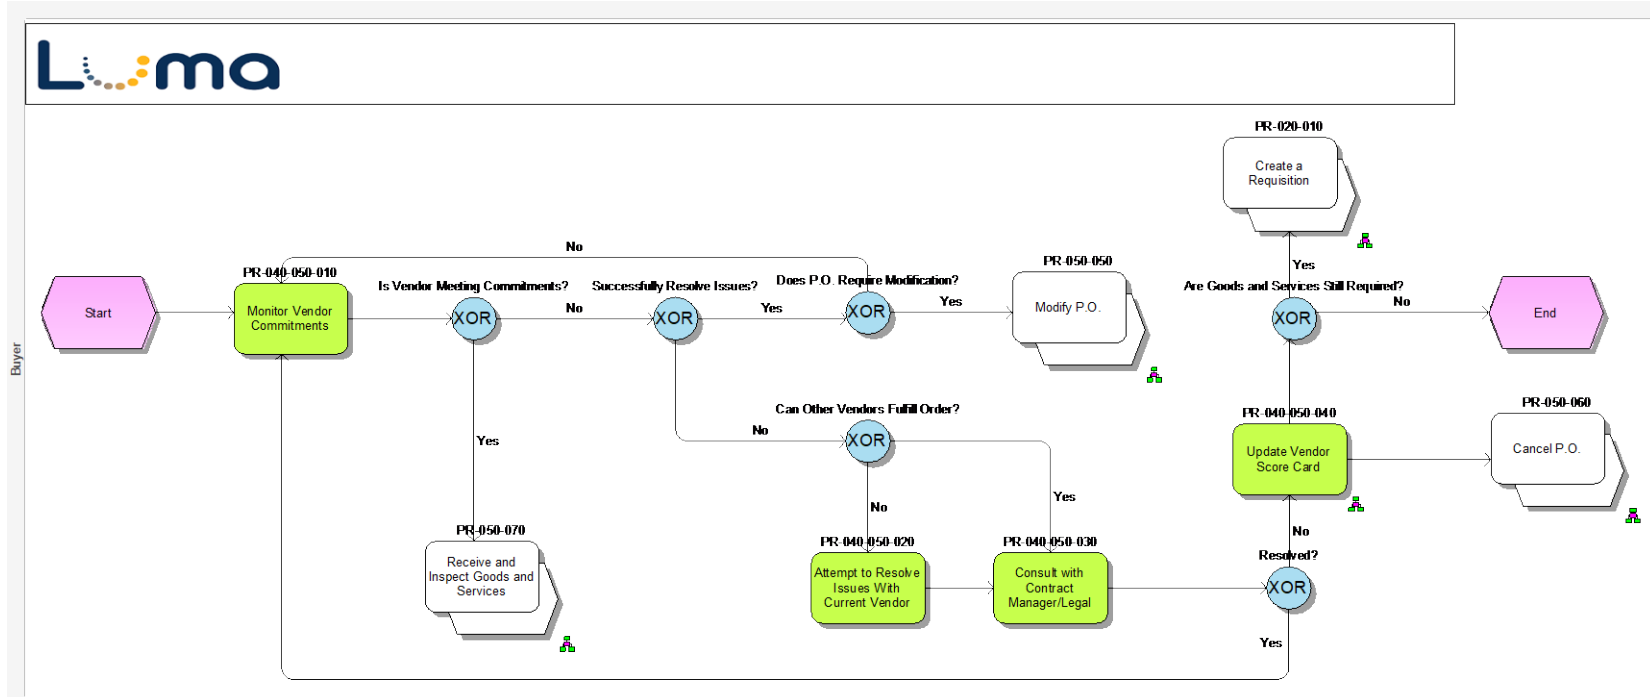 Luma
Buyer
PR-020-010
Create a
Requisition
No
Yes
PR-040-050-010
Is Vendor Meeting Commitments?
Successfully Resolve Issues?
Does P.O. Require Modification?
PR-050-050
Are Goods and Services Still Required?
Start
Monitor Vendor
Commitments
XOR
No
XOR
Yes
XOR
Yes
Modify P.O.
XOR
No
End
Can Other Vendors Fulfill Order?
PR-040-050-040
PR-050-060
Yes
No
XOR
Update Vendor
Score Card
Cancel P.O.
Yes
No
No
PR-050-070
PR-040-050-020
PR-040-050-030
Resolved?
Receive and
Inspect Goods and
Services
Attempt to Resolve
Issues With
Current Vendor
Consult with
Contract
Manager/Legal
XOR
Yes